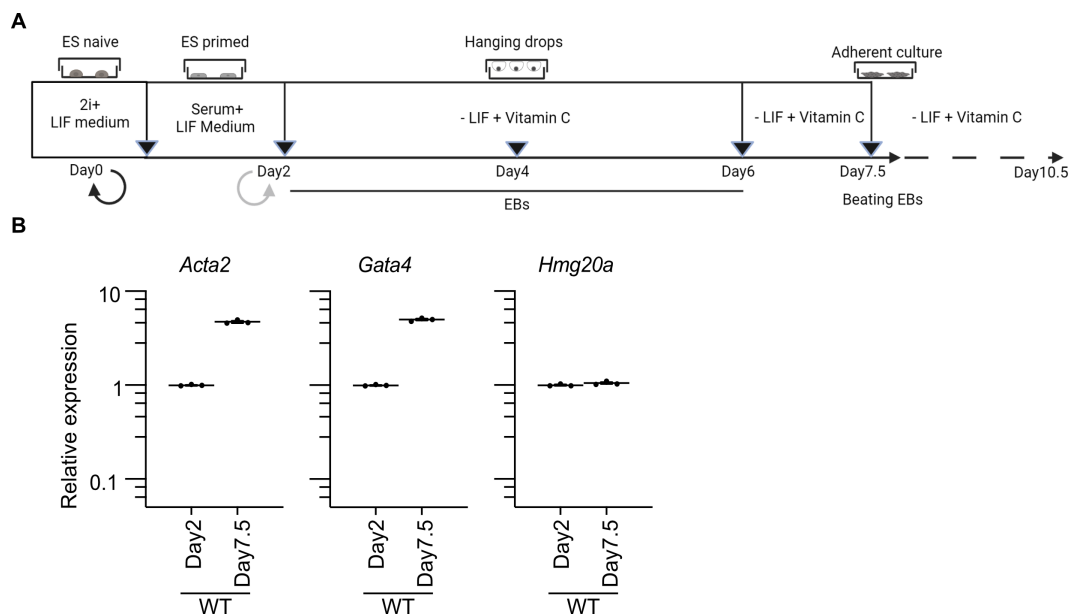 A
ES naive
ES primed
Hanging drops
Adherent culture
2i+
LIF medium
Serum+
LIF Medium
- LIF + Vitamin C
- LIF + Vitamin C
- LIF + Vitamin C
Day0
Day2
Day4
Day6
Day7.5
Day10.5
EBs
Beating EBs
B
Acta2
Gata4
Hmg20a
Relative expression
10
1
0.1
Day2
Day7.5
Day2
Day7.5
Day2
Day7.5
WT
WT
WT